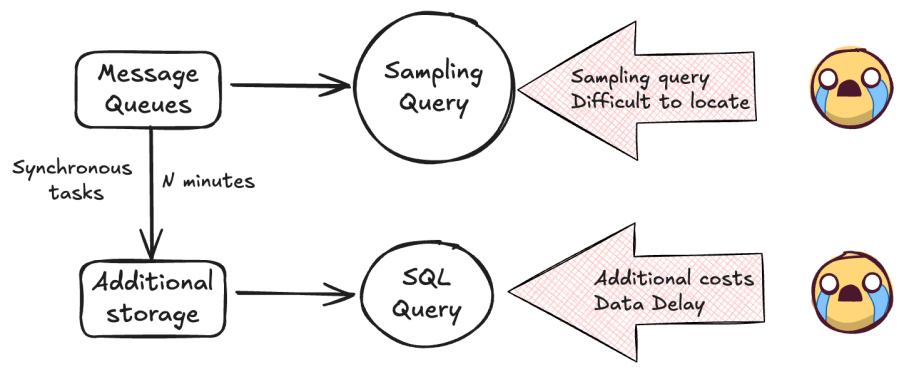 Message
Queues
Sampling
Query
Sampling query
Difficult to locate
Synchronous
tasks
N minutes
Additional
storage
SQL
Query
Additional costs
Data Delay